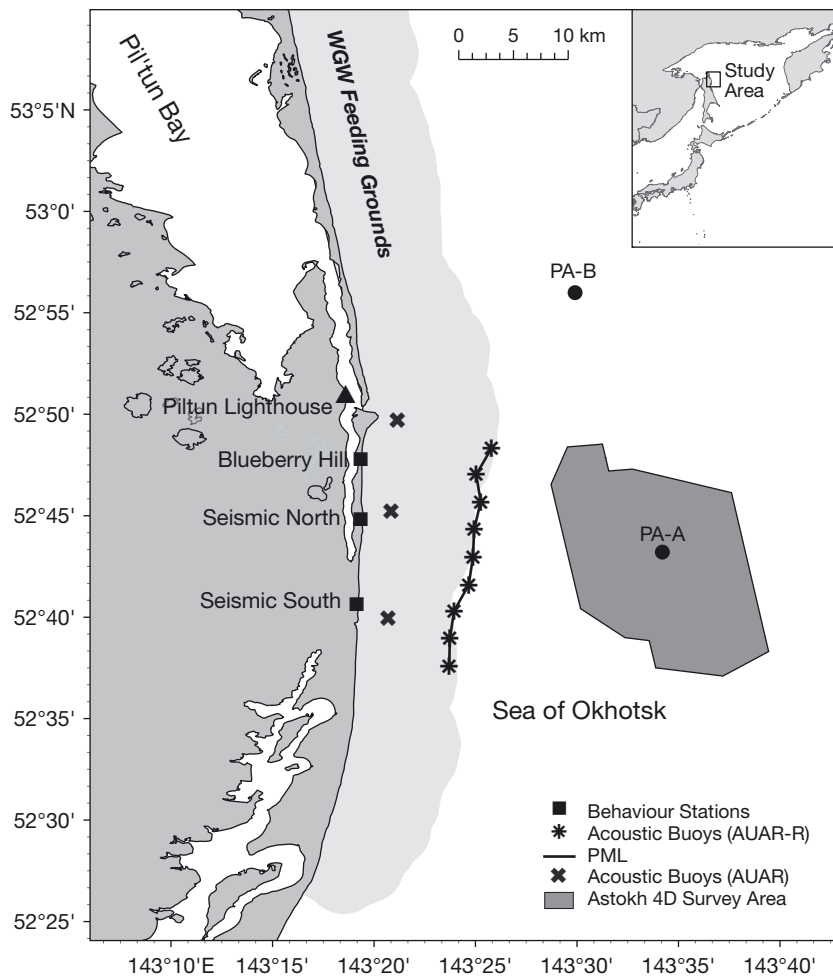 Pil'tun Bay
WGW Feeding Grounds
0 5 10 km
Study
Area
53°5'N
53°0'
52°55'
52°50'
52°45'
52°40'
52°35'
52°30'
52°25'
PA-B
Piltun Lighthouse
Blueberry Hill
Seismic North
PA-A
Seismic South
Sea of Okhotsk
Behaviour Stations
Acoustic Buoys (AUAR-R)
PML
Acoustic Buoys (AUAR)
Astokh 4D Survey Area
143°10'E 143°15' 143°20' 143°25' 143°30' 143°35' 143°40'